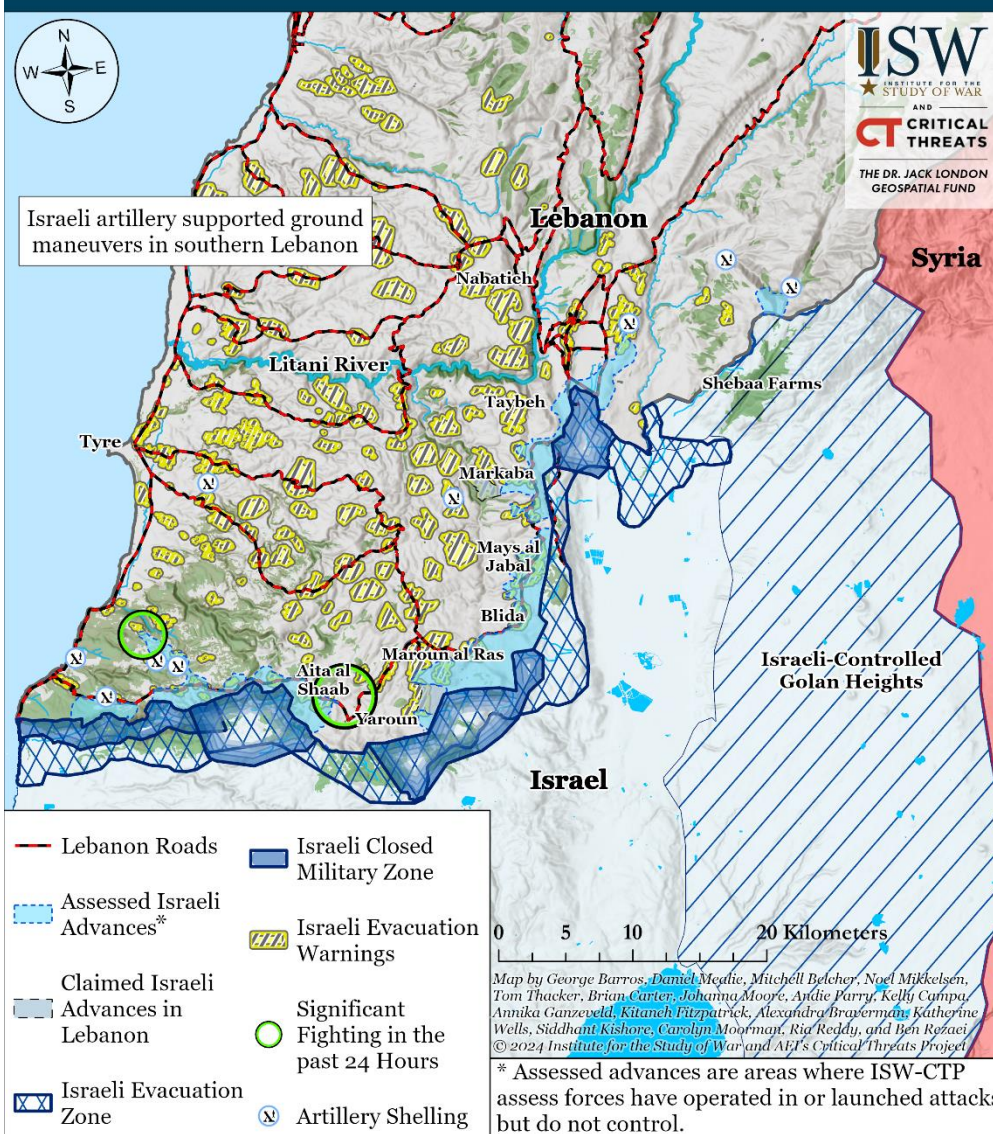 N
W E
S
ISW
INSTITUTE FOR THE
STUDY OF WAR
AND
CT CRITICAL
THREATS
THE DR. JACK LONDON
GEOSPATIAL FUND
Israeli artillery supported ground
maneuvers in southern Lebanon
Lebanon
Syria
Nabatieh
Litani River
Shebaa Farms
Taybeh
Tyre
Markaba
Mays al
Jabal
Blida
Maroun al Ras
Aita al
Shaab
Yaroun
Israeli-Controlled
Golan Heights
Israel
Lebanon Roads
Assessed Israeli
Advances*
Claimed Israeli
Advances in
Lebanon
Israeli Evacuation
Zone
Israeli Closed
Military Zone
Israeli Evacuation
Warnings
Significant
Fighting in the
past 24 Hours
Artillery Shelling
0 5 10 20 Kilometers
Map by George Barros, Daniel Mealie, Mitchell Belcher, Noel Mikkelsen,
Tom Thacker, Brian Carter, Johanna Moore, Andie Parry, Kelly Campa,
Annika Ganzeveld, Kitaneh Fitzpatrick, Alexandra Braverman, Katherine
Wells, Siddhant Kishore, Carolyn Moorman, Ria Reddy, and Ben Rezaei
© 2024 Institute for the Study of War and AEI's Critical Threats Project
* Assessed advances are areas where ISW-CTP
assess forces have operated in or launched attacks
but do not control.